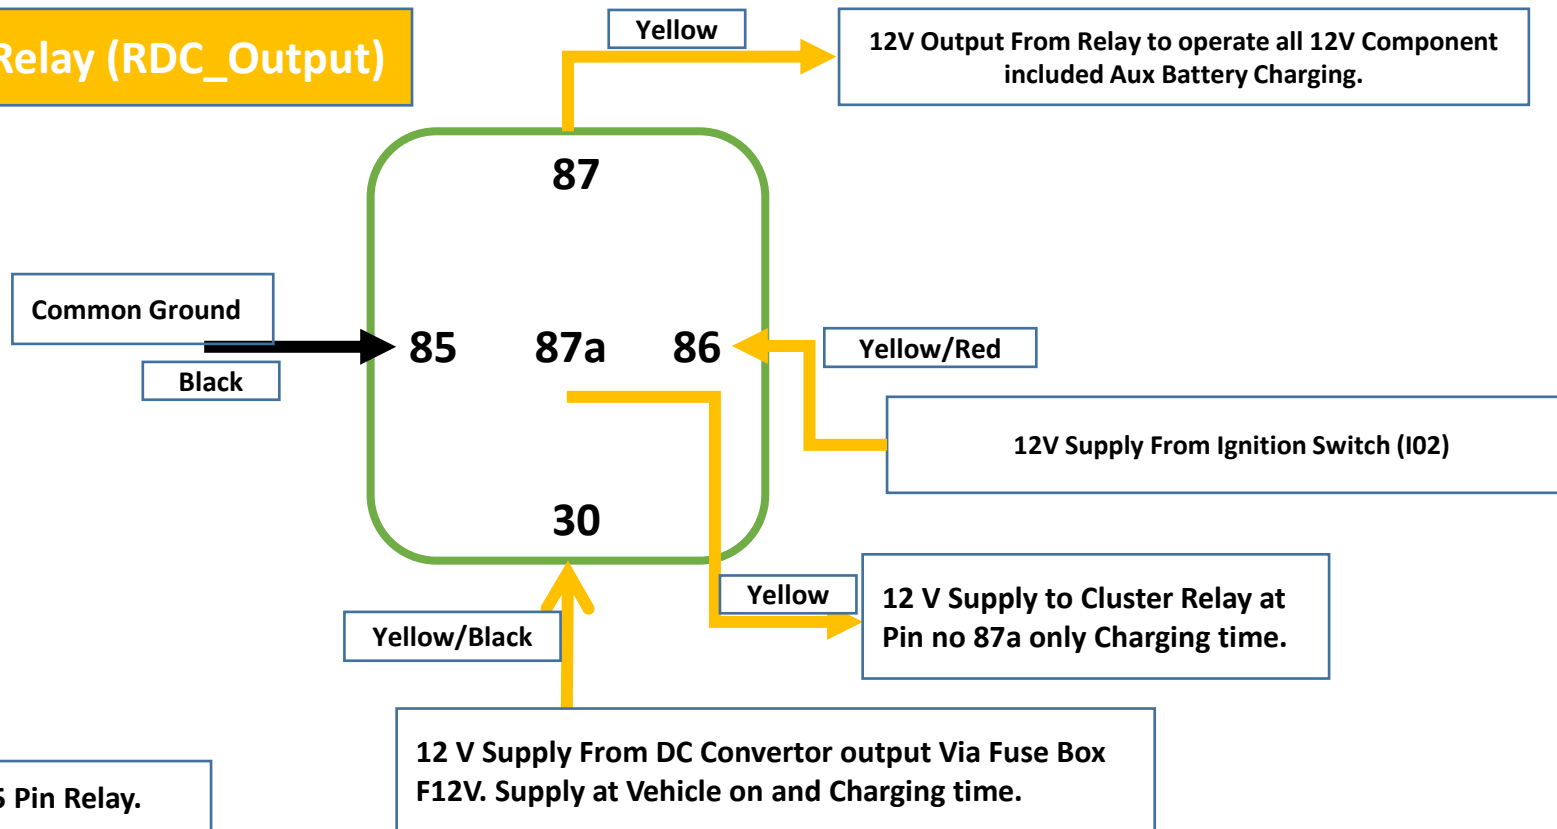 Relay (RDC_Output)
Yellow
12V Output From Relay to operate all 12V Component
included Aux Battery Charging.
87
Common Ground
85
87a
86
Yellow/Red
Black
12V Supply From Ignition Switch (I02)
30
Yellow
12 V Supply to Cluster Relay at
Pin no 87a only Charging time.
Yellow/Black
12 V Supply From DC Convertor output Via Fuse Box
F12V. Supply at Vehicle on and Charging time.
5 Pin Relay.